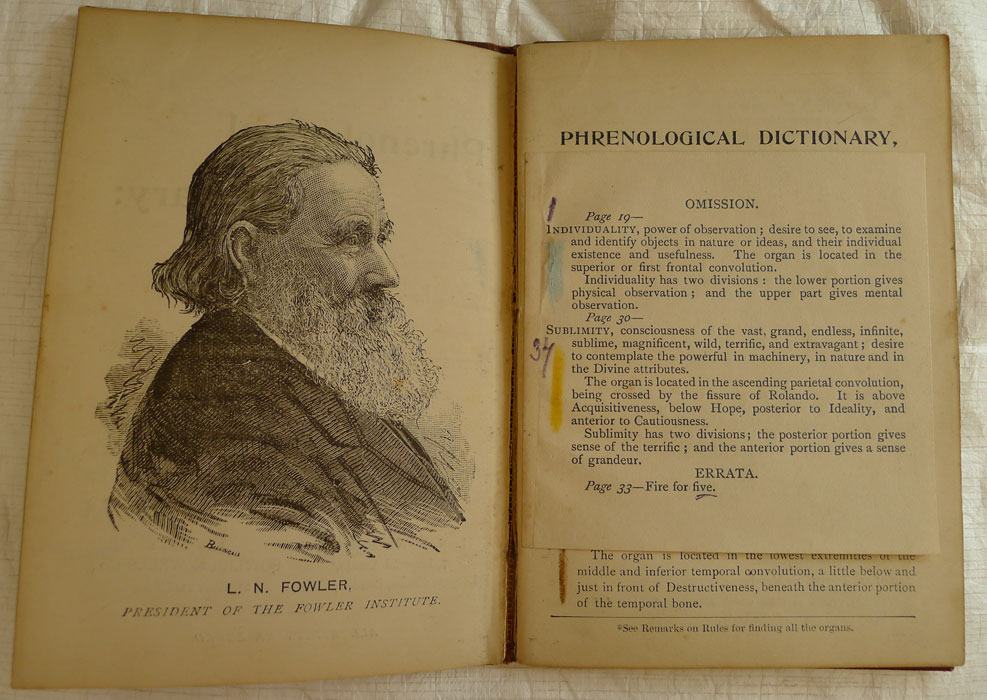 L. N. FOWLER,
PRESIDENT OF THE FOWLER INSTITUTE.
PHRENOLOGICAL DICTIONARY,
OMISSION.
1
Page 19—
INDIVIDUALITY, power of observation ; desire to see, to examine
and identify objects in nature or ideas, and their individual
existence and usefulness. The organ is located in the
superior or first frontal convolution.
Individuality has two divisions : the lower portion gives
physical observation ; and the upper part gives mental
observation.
Page 30—
SUBLIMITY, consciousness of the vast, grand, endless, infinite,
34
sublime, magnificent, wild, terrific, and extravagant ; desire
to contemplate the powerful in machinery, in nature and in
the Divine attributes.
The organ is located in the ascending parietal convolution,
being crossed by the fissure of Rolando. It is above
Acquisitiveness, below Hope, posterior to Ideality, and
anterior to Cautiousness.
Sublimity has two divisions; the posterior portion gives
sense of the terrific ; and the anterior portion gives a sense
of grandeur.
ERRATA.
Page 33—Fire for five.
The organ is located in the lowest extremities of the
middle and inferior temporal convolution, a little below and
just in front of Destructiveness, beneath the anterior portion
of the temporal bone.
*See Remarks on Rules for finding all the organs.